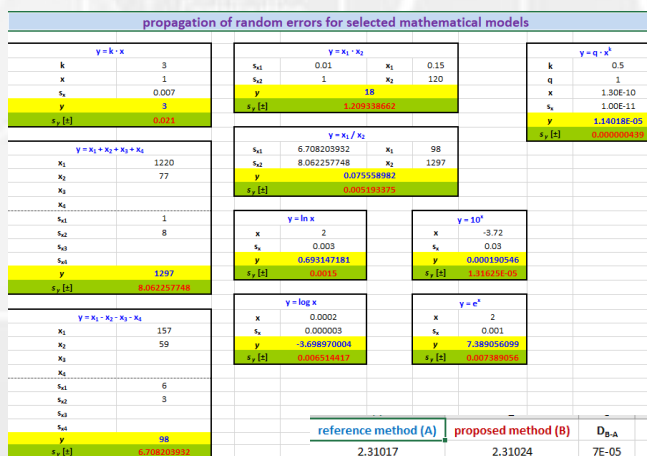 propagation of random errors for selected mathematical models
y = k · x
k 3
x 1
sx 0.007
y 3
sy [±] 0.021
y = x1 + x2 + x3 + x4
x1 1220
x2 77
x3
x4
sx1 1
sx2 8
sx3
sx4
y 1297
sy [±] 8.062257748
y = x1 - x2 - x3 - x4
x1 157
x2 59
x3
x4
sx1 6
sx2 3
sx3
sx4
y 98
sy [±] 6.708203932
y = x1 · x2
sx1 0.01 x1 0.15
sx2 1 x2 120
y 18
sy [±] 1.209338662
y = x1 / x2
sx1 6.708203932 x1 98
sx2 8.062257748 x2 1297
y 0.075558982
sy [±] 0.005193375
y = ln x
x 2
sx 0.003
y 0.693147181
sy [±] 0.0015
y = 10^x
x -3.72
sx 0.03
y 0.000190546
sy [±] 1.31625E-05
y = log x
x 0.0002
sx 0.000003
y -3.698970004
sy [±] 0.006514417
y = e^x
x 2
sx 0.001
y 7.389056099
sy [±] 0.007389056
y = q · x^k
k 0.5
q 1
x 1.30E-10
sx 1.00E-11
y 1.14018E-05
sy [±] 0.000000439
reference method (A) proposed method (B) DB-A
2.31017 2.31024 7E-05